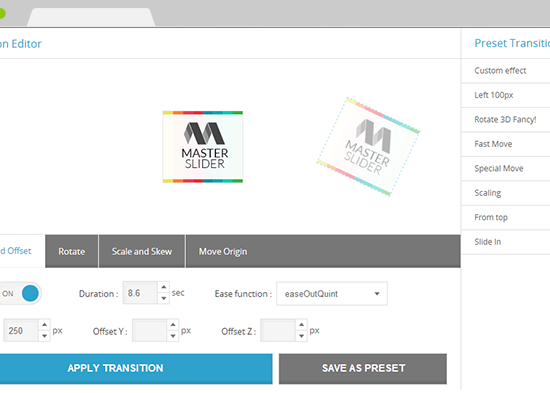 on Editor
Preset Transitio
Custom effect
Left 100px
Rotate 3D Fancy!
Fast Move
Special Move
Scaling
From top
Slide In
MASTER
SLIDER
MASTER
SLIDER
d Offset
Rotate
Scale and Skew
Move Origin
ON
Duration :
8.6
sec
Ease function :
easeOutQuint
250
px
Offset Y :
px
Offset Z :
px
APPLY TRANSITION
SAVE AS PRESET